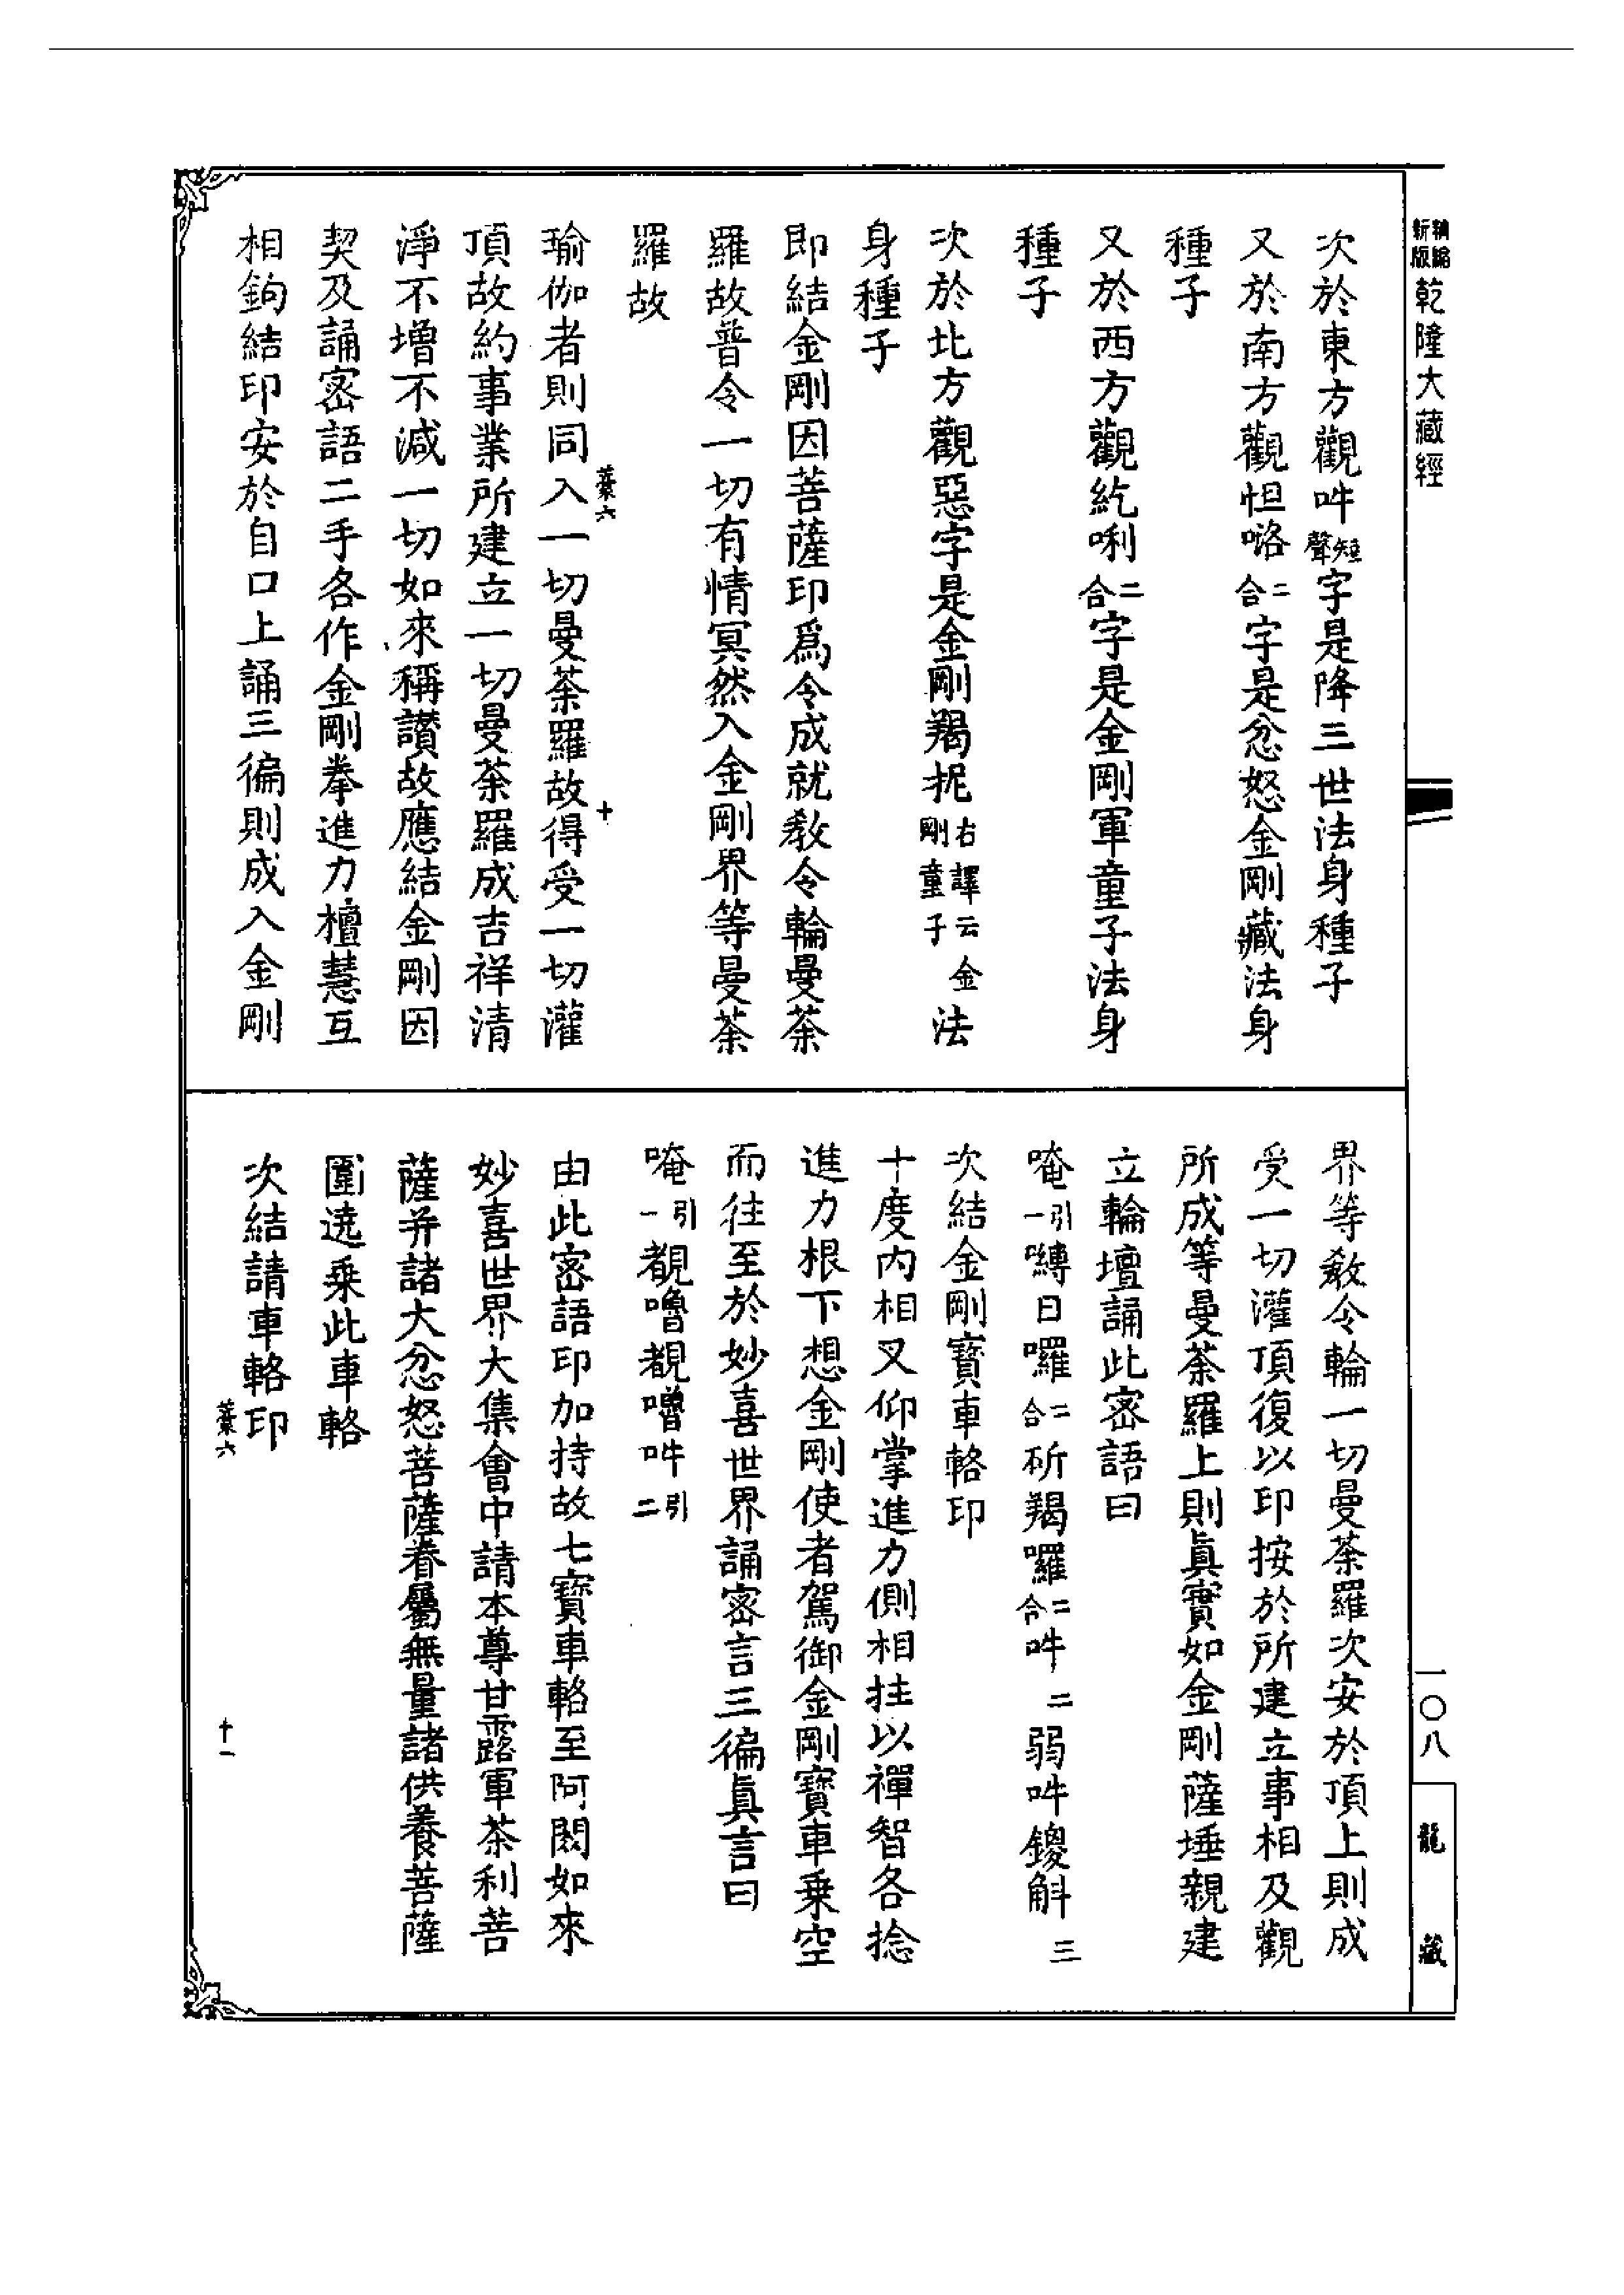 精縮新版乾隆大藏經
一〇八
龍藏
次於東方觀吽短聲字是降三世法身種子
又於南方觀怛咯二合字是忿怒金剛藏法身
種子
又於西方觀紇唎二合字是金剛軍童子法身
種子
次於北方觀惡字是金剛羯抳右譯云金剛童子法
身種子
即結金剛因菩薩印爲令成就教令輪曼茶
羅故普令一切有情冥然入金剛界等曼茶
羅故
瑜伽者則同入一切曼茶羅故得受一切灌
頂故約事業所建立一切曼茶羅成吉祥清
淨不增不減一切如來稱讚故應結金剛因
契及誦密語二手各作金剛拳進力檀慧互
相鉤結印安於自口上誦三徧則成入金剛
界等教令輪一切曼茶羅次安於頂上則成
受一切灌頂復以印按於所建立事相及觀
所成等曼茶羅上則眞實如金剛薩埵親建
立輪壇誦此密語曰
唵引一嚩日囉二合斫羯囉二合吽二弱吽鑁斛三
次結金剛寶車輅印
十度內相叉仰掌進力側相拄以禪智各捻
進力根下想金剛使者駕御金剛寶車乗空
而往至於妙喜世界誦密言三徧眞言曰
唵引一覩嚕覩嚕吽引二
由此密語印加持故七寶車輅至阿閦如來
妙喜世界大集會中請本尊甘露軍茶利菩
薩并諸大忿怒菩薩眷屬無量諸供養菩薩
圍遶乗此車輅
次結請車輅印
十
十一